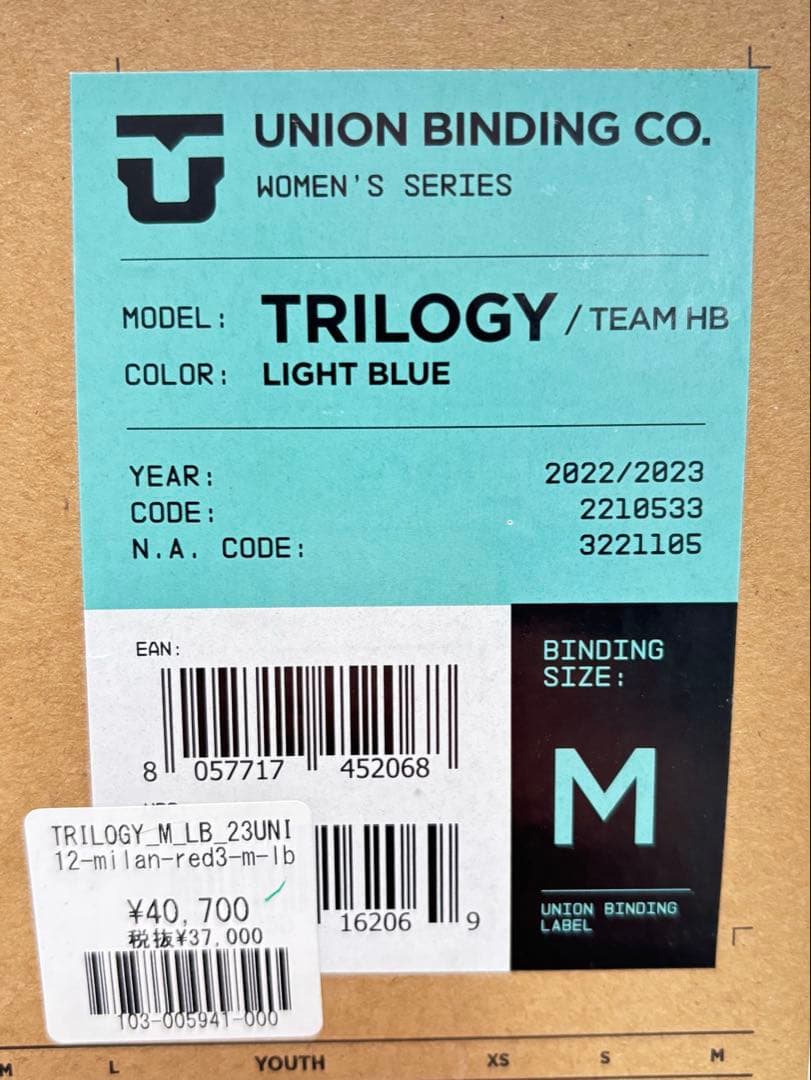 UNION BINDING CO.
WOMEN'S SERIES
MODEL: TRILOGY / TEAM HB
COLOR: LIGHT BLUE
YEAR: 2022/2023
CODE: 2210533
N.A. CODE: 3221105
EAN:
8 057717 452068
BINDING
SIZE:
M
UNION BINDING
LABEL
16206 9
TRILOGY_M_LB_23UNI
12-milan-red3-m-lb
¥40,700
税抜¥37,000
103-005941-000
M L YOUTH XS S M